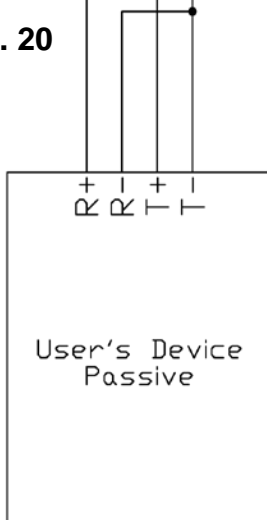 . 20
R+ R- T+ T-
User's Device
Passive